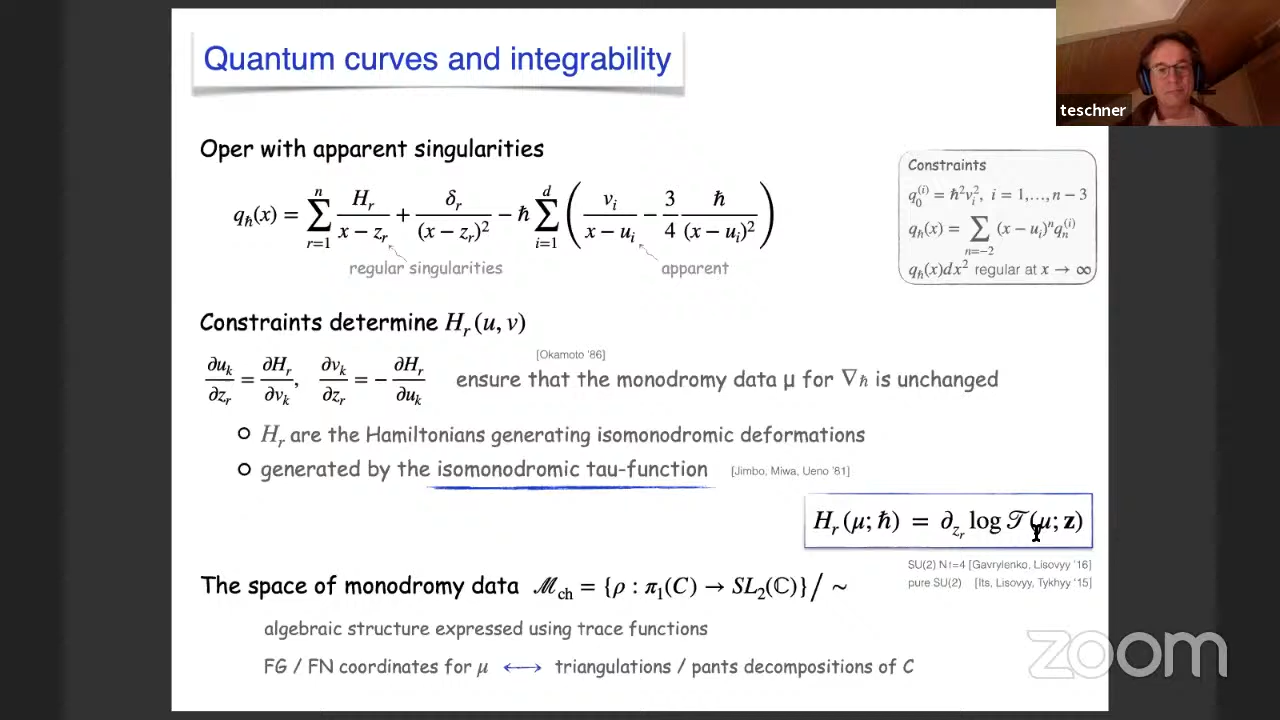 Quantum curves and integrability
teschner
Oper with apparent singularities
Constraints
q_0^{(i)} = ħ²v_i², i = 1,…,n − 3
q_ħ(x) = ∑_{n=−2} (x − u_i)^n q_n^{(i)}
q_ħ(x)dx² regular at x → ∞
q_ħ(x) = ∑_{r=1}^{n} H_r/(x − z_r) + δ_r/(x − z_r)² − ħ ∑_{i=1}^{d} ( v_i/(x − u_i) − 3/4 ħ/(x − u_i)² )
regular singularities
apparent
Constraints determine H_r(u, v)
[Okamoto '86]
∂u_k/∂z_r = ∂H_r/∂v_k, ∂v_k/∂z_r = − ∂H_r/∂u_k ensure that the monodromy data μ for ∇_ħ is unchanged
H_r are the Hamiltonians generating isomonodromic deformations
generated by the isomonodromic tau-function [Jimbo, Miwa, Ueno '81]
H_r(μ; ħ) = ∂_{z_r} log 𝒯(μ; z)
SU(2) Nf=4 [Gavrylenko, Lisovyy '16]
pure SU(2) [Its, Lisovyy, Tykhyy '15]
The space of monodromy data ℳ_ch = {ρ : π₁(C) → SL₂(ℂ)}/ ∼
algebraic structure expressed using trace functions
FG / FN coordinates for μ ⟷ triangulations / pants decompositions of C
zoom